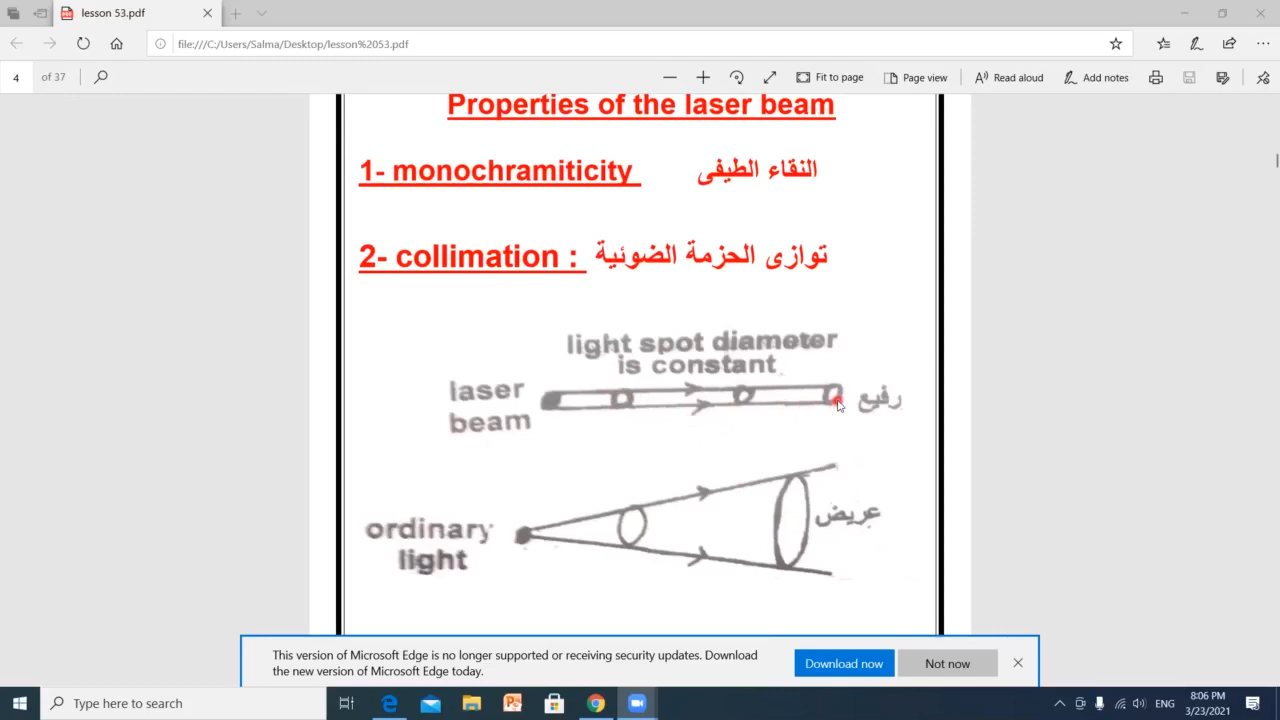 lesson 53.pdf
file:///C:/Users/Salma/Desktop/lesson%2053.pdf
4 of 37
Fit to page
Page view
Read aloud
Add notes
Properties of the laser beam
1- monochramiticity النقاء الطيفى
2- collimation : توازى الحزمة الضوئية
light spot diameter
is constant
laser
beam
رفيع
ordinary
light
عريض
This version of Microsoft Edge is no longer supported or receiving security updates. Download
the new version of Microsoft Edge today.
Download now
Not now
Type here to search
ENG
8:06 PM
3/23/2021